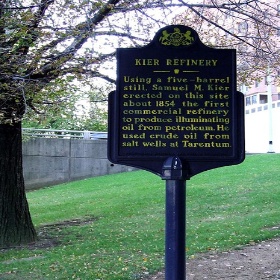 KIER REFINERY
Using a five-barrel
still, Samuel M. Kier
erected on this site
about 1854 the first
commercial refinery
to produce illuminating
oil from petroleum. He
used crude oil from
salt wells at Tarentum.